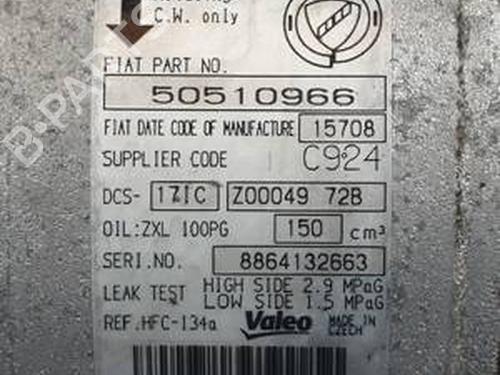 C.W. only
FIAT PART NO.
50510966
FIAT DATE CODE OF MANUFACTURE 15708
SUPPLIER CODE C924
DCS- 17IC Z00049 72B
OIL:ZXL 100PG 150 cm³
SERI.NO. 8864132663
LEAK TEST HIGH SIDE 2.9 MPaG
LOW SIDE 1.5 MPaG
REF.HFC-134a Valeo MADE IN
CZECH
B-PARTS